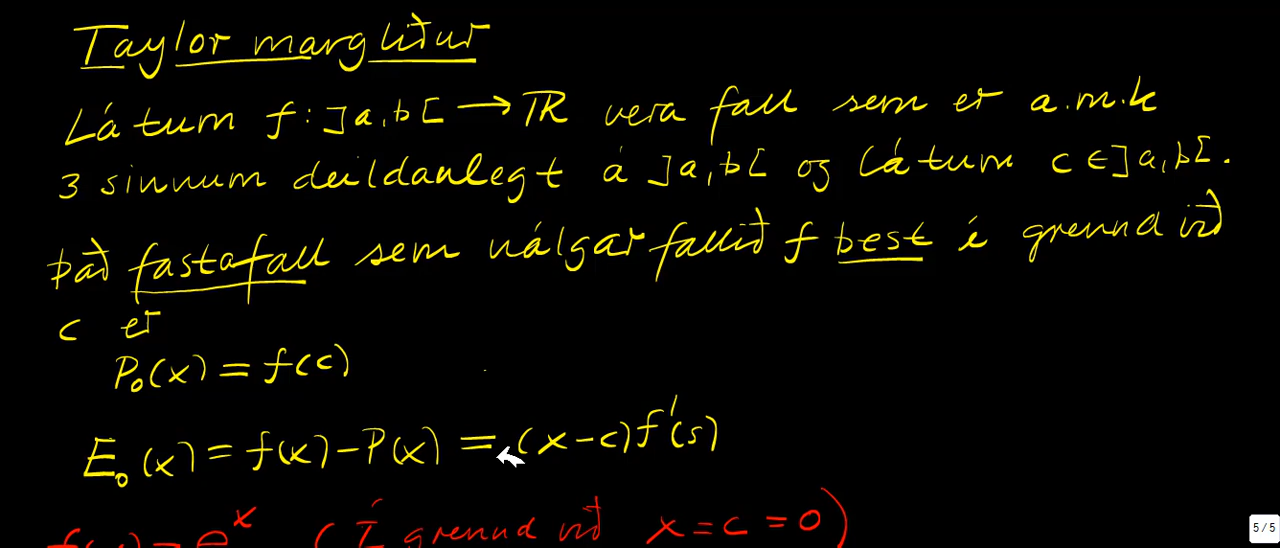 Taylor margliður
Látum f: ]a,b[ → ℝ vera fall sem er a.m.k
3 sinnum deildanlegt á ]a,b[ og látum c ∈ ]a,b[.
Það fastafall sem nálgar fallið f best í grennd við
c er
P₀(x) = f(c)
E₀(x) = f(x) - P(x) = (x-c)f'(s)
f(x) = eˣ (Í grennd við x = c = 0)
5/5